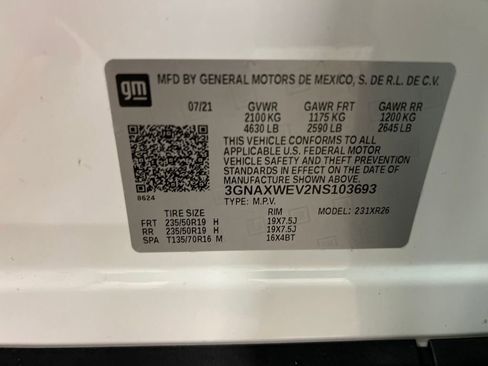 gm MFD BY GENERAL MOTORS DE MEXICO, S. DE R.L. DE C.V.
07/21 GVWR GAWR FRT GAWR RR
2100 KG 1175 KG 1200 KG
4630 LB 2590 LB 2645 LB
THIS VEHICLE CONFORMS TO ALL
APPLICABLE U.S. FEDERAL MOTOR
VEHICLE SAFETY AND THEFT PREVENTION
STANDARDS IN EFFECT ON THE DATE OF
MANUFACTURE SHOWN ABOVE.
8624 3GNAXWEV2NS103693
TYPE: M.P.V.
TIRE SIZE RIM MODEL: 231XR26
FRT 235/50R19 H 19X7.5J
RR 235/50R19 H 19X7.5J
SPA T135/70R16 M 16X4BT